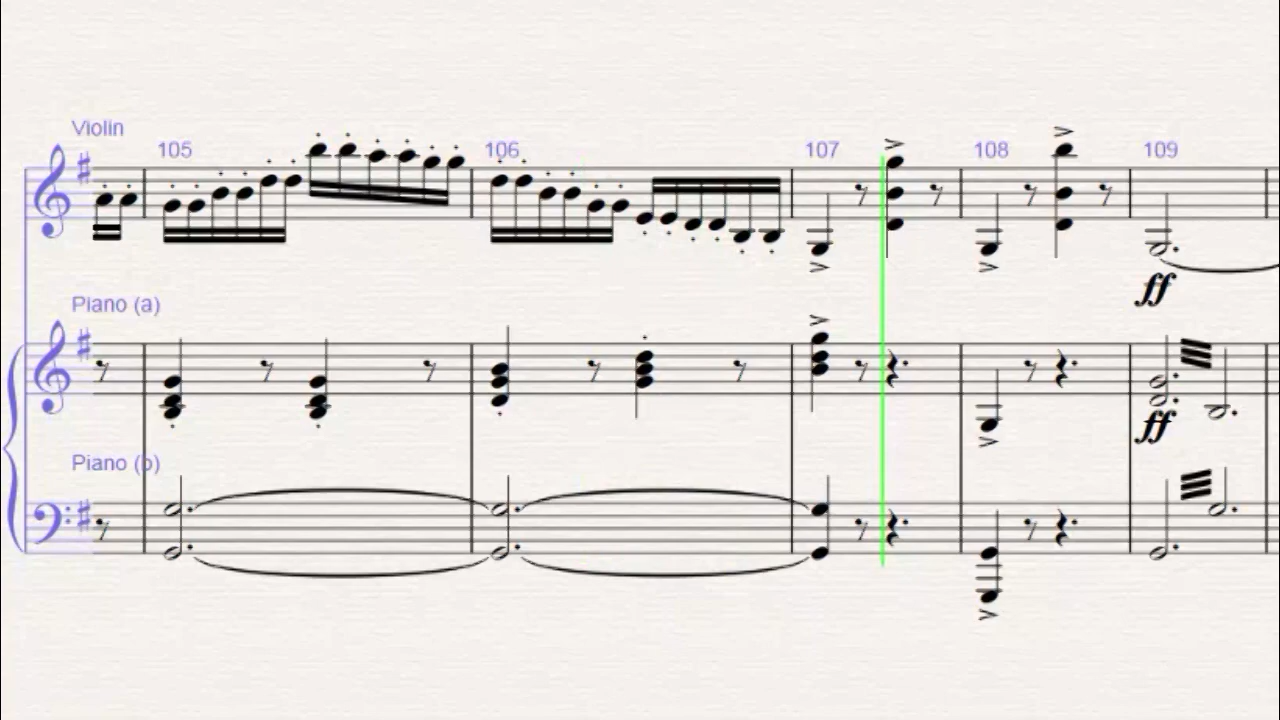 Violin
105 106 107 108 109
ff
Piano (a)
ff
Piano (b)